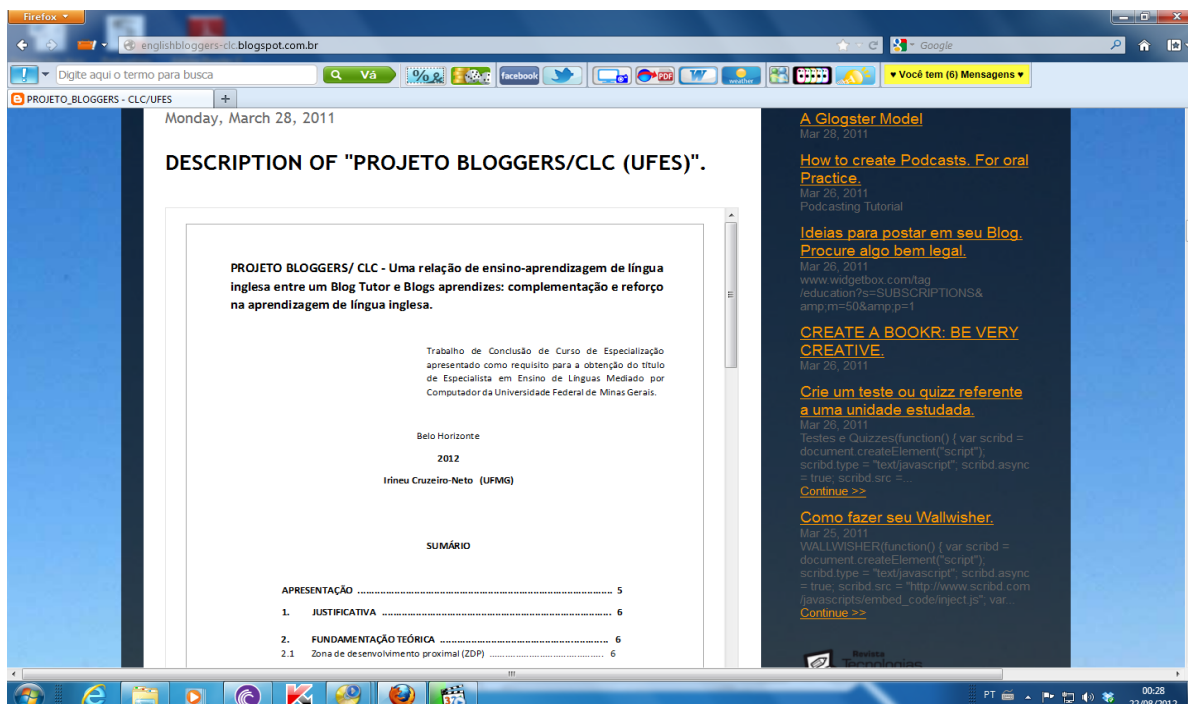 Firefox
englishbloggers-clc.blogspot.com.br
Google
Digite aqui o termo para busca
Vá
facebook
PDF
W
weather
▾ Você tem (6) Mensagens ▾
PROJETO_BLOGGERS - CLC/UFES
Monday, March 28, 2011
DESCRIPTION OF "PROJETO BLOGGERS/CLC (UFES)".
PROJETO BLOGGERS/ CLC - Uma relação de ensino-aprendizagem de língua
inglesa entre um Blog Tutor e Blogs aprendizes: complementação e reforço
na aprendizagem de língua inglesa.
Trabalho de Conclusão de Curso de Especialização
apresentado como requisito para a obtenção do título
de Especialista em Ensino de Línguas Mediado por
Computador da Universidade Federal de Minas Gerais.
Belo Horizonte
2012
Irineu Cruzeiro-Neto (UFMG)
SUMÁRIO
APRESENTAÇÃO ........................................................................ 5
1. JUSTIFICATIVA ................................................................. 6
2. FUNDAMENTAÇÃO TEÓRICA ................................................ 6
2.1 Zona de desenvolvimento proximal (ZDP) ................................... 6
A Glogster Model
Mar 28, 2011
How to create Podcasts. For oral
Practice.
Mar 26, 2011
Podcasting Tutorial
Ideias para postar em seu Blog.
Procure algo bem legal.
Mar 26, 2011
www.widgetbox.com/tag
/education?s=SUBSCRIPTIONS&
amp;m=50&amp;p=1
CREATE A BOOKR: BE VERY
CREATIVE.
Mar 26, 2011
Crie um teste ou quizz referente
a uma unidade estudada.
Mar 26, 2011
Testes e Quizzes(function() { var scribd =
document.createElement("script");
scribd.type = "text/javascript"; scribd.async
= true; scribd.src =...
Continue >>
Como fazer seu Wallwisher.
Mar 25, 2011
WALLWISHER(function() { var scribd =
document.createElement("script");
scribd.type = "text/javascript"; scribd.async
= true; scribd.src = "http://www.scribd.com
/javascripts/embed_code/inject.js"; var...
Continue >>
Revista
Tecnologias
PT
00:28
22/08/2012